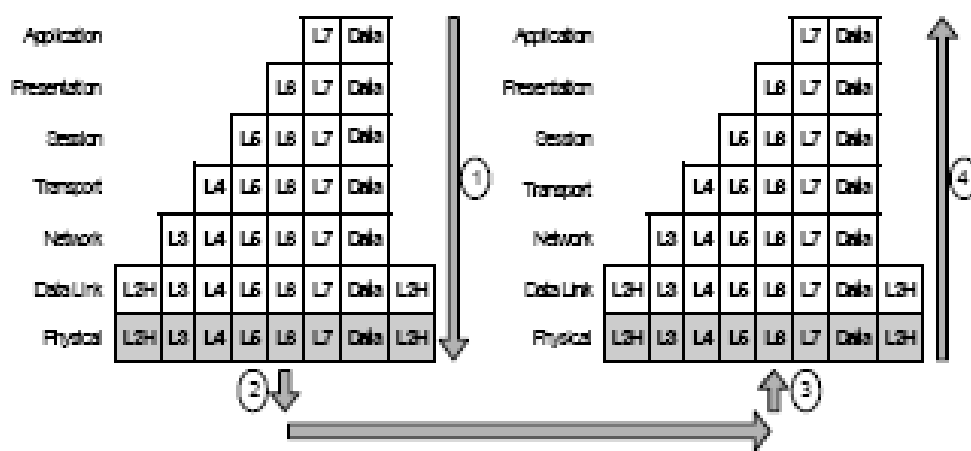 Application L7 Data
Presentation L6 L7 Data
Session L5 L6 L7 Data
Transport L4 L5 L6 L7 Data
Network L3 L4 L5 L6 L7 Data
Data Link L2H L3 L4 L5 L6 L7 Data L2H
Physical L2H L3 L4 L5 L6 L7 Data L2H
1
2
Application L7 Data
Presentation L6 L7 Data
Session L5 L6 L7 Data
Transport L4 L5 L6 L7 Data
Network L3 L4 L5 L6 L7 Data
Data Link L2H L3 L4 L5 L6 L7 Data L2H
Physical L2H L3 L4 L5 L6 L7 Data L2H
4
3